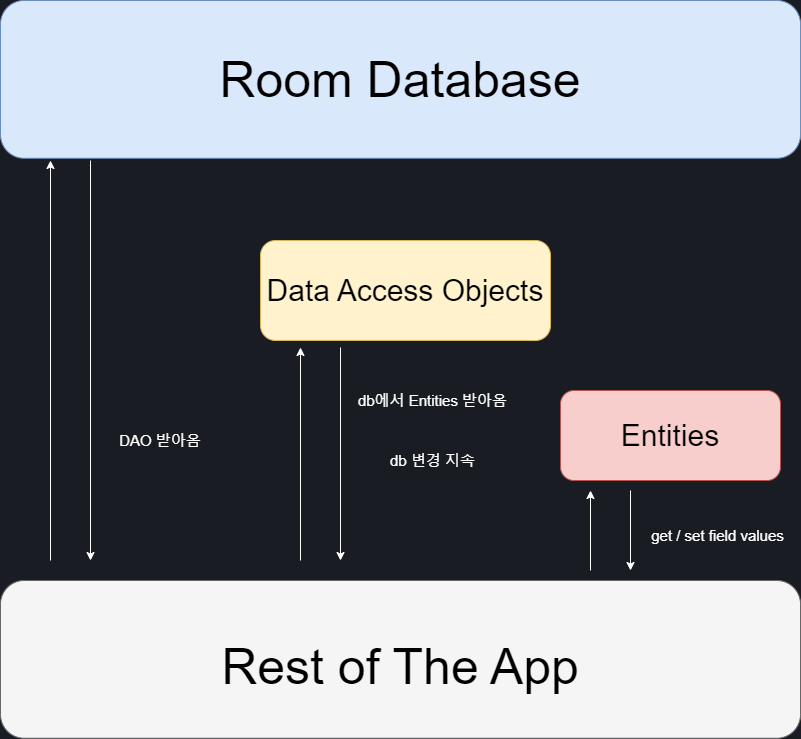 Room Database
Data Access Objects
db에서 Entities 받아옴
Entities
DAO 받아옴
db 변경 지속
get / set field values
Rest of The App